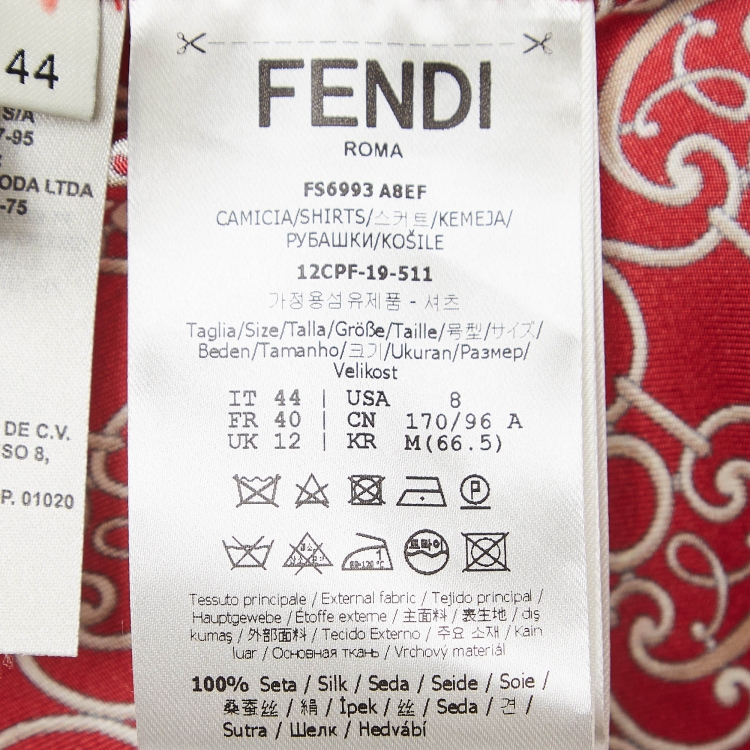 44
S/A
7-95
ODA LTDA
-75
DE C.V.
SO 8,
P. 01020
FENDI
ROMA
FS6993 A8EF
CAMICIA/SHIRTS/스커트/KEMEJA/
РУБАШКИ/KOŠILE
12CPF-19-511
가정용섬유제품 - 셔츠
Taglia/Size/Talla/Größe/Taille/号型/サイズ/
Beden/Tamanho/크기/Ukuran/Размер/
Velikost
IT 44 | USA 8
FR 40 | CN 170/96 A
UK 12 | KR M(66.5)
P
드라이
Tessuto principale / External fabric / Tejido principal /
Hauptgewebe / Étoffe externe / 主面料 / 表生地 / dış
kumaş / 外部面料 / Tecido Externo / 주요 소재 / Kain
luar / Основная ткань / Vrchový materiál
100% Seta / Silk / Seda / Seide / Soie /
桑蚕丝 / 絹 / İpek / 丝 / Seda / 견 /
Sutra / Шелк / Hedvábí